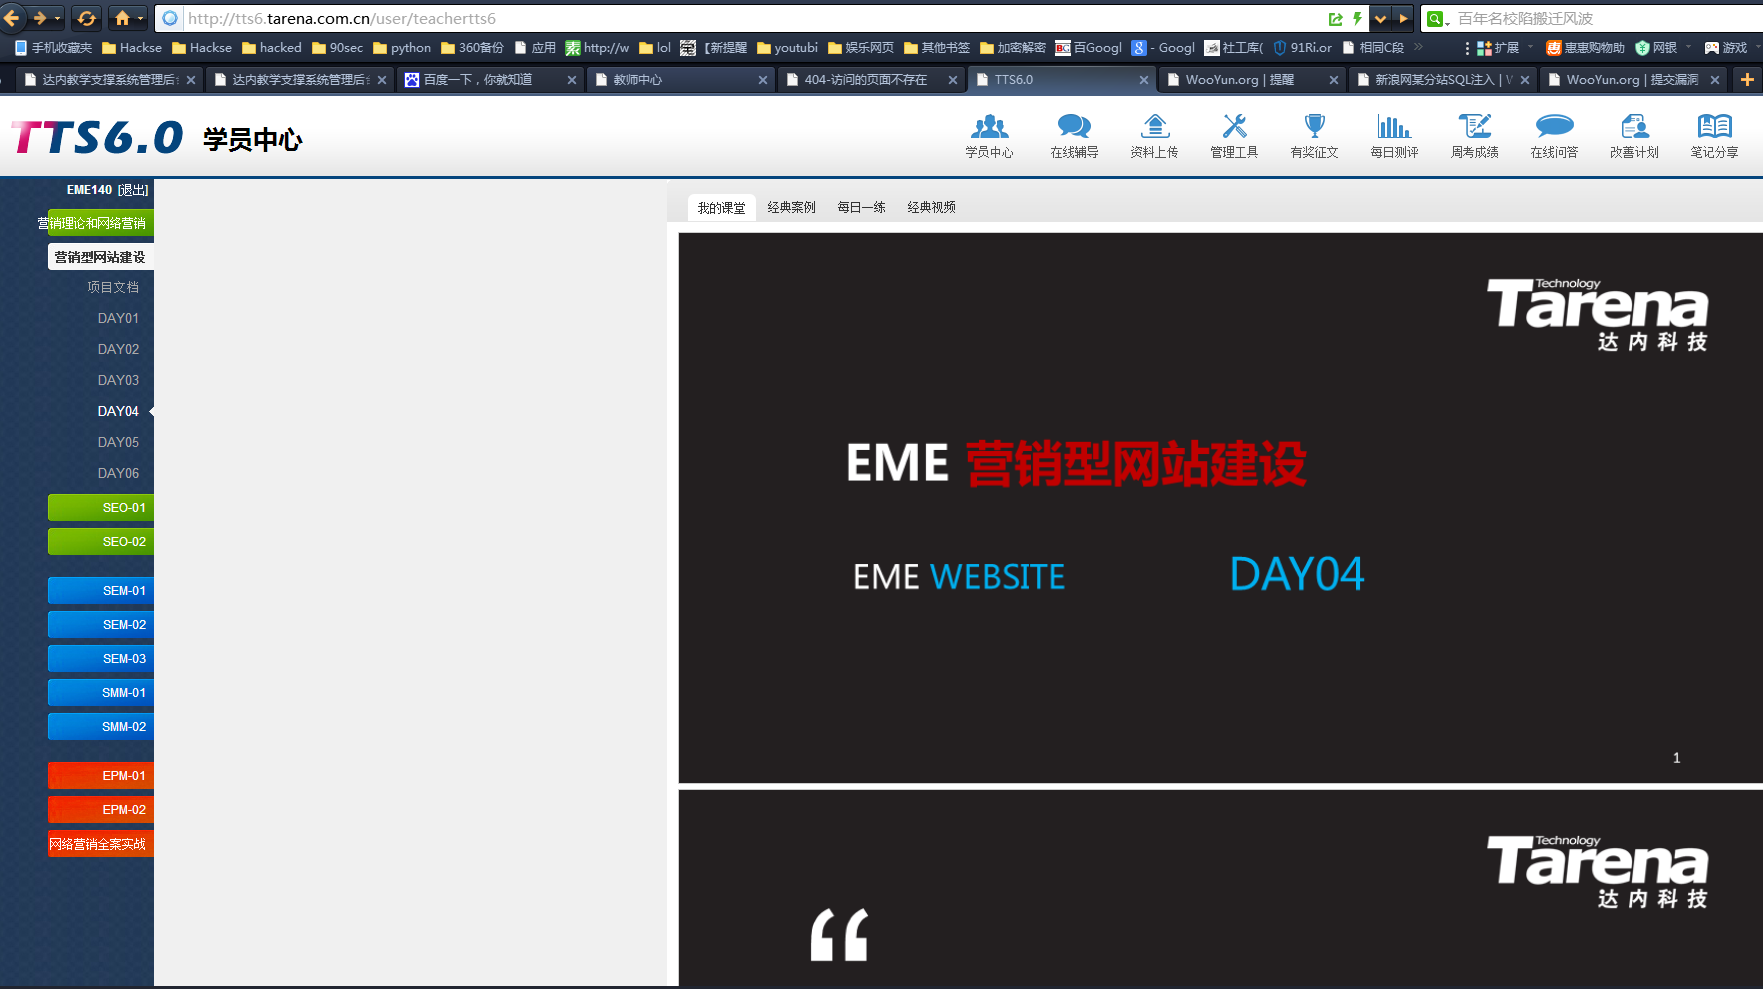 http://tts6.tarena.com.cn/user/teachertts6
百年名校陷搬迁风波
手机收藏夹 Hackse Hackse hacked 90sec python 360备份 应用 http://w lol 【新提醒 youtubi 娱乐网页 其他书签 加密解密 百Googl - Googl 社工库( 91Ri.or 相同C段 扩展 惠惠购物助 网银 游戏
达内教学支撑系统管理后 达内教学支撑系统管理后 百度一下，你就知道 教师中心 404-访问的页面不存在 TTS6.0 WooYun.org | 提醒 新浪网某分站SQL注入 | WooYun.org | 提交漏洞
TTS6.0 学员中心
学员中心 在线辅导 资料上传 管理工具 有奖征文 每日测评 周考成绩 在线问答 改善计划 笔记分享
EME140 [退出]
营销理论和网络营销
营销型网站建设
项目文档
DAY01
DAY02
DAY03
DAY04
DAY05
DAY06
SEO-01
SEO-02
SEM-01
SEM-02
SEM-03
SMM-01
SMM-02
EPM-01
EPM-02
网络营销全案实战
我的课堂 经典案例 每日一练 经典视频
Technology
Tarena
达内科技
EME 营销型网站建设
EME WEBSITE DAY04
1
Technology
Tarena
达内科技
“